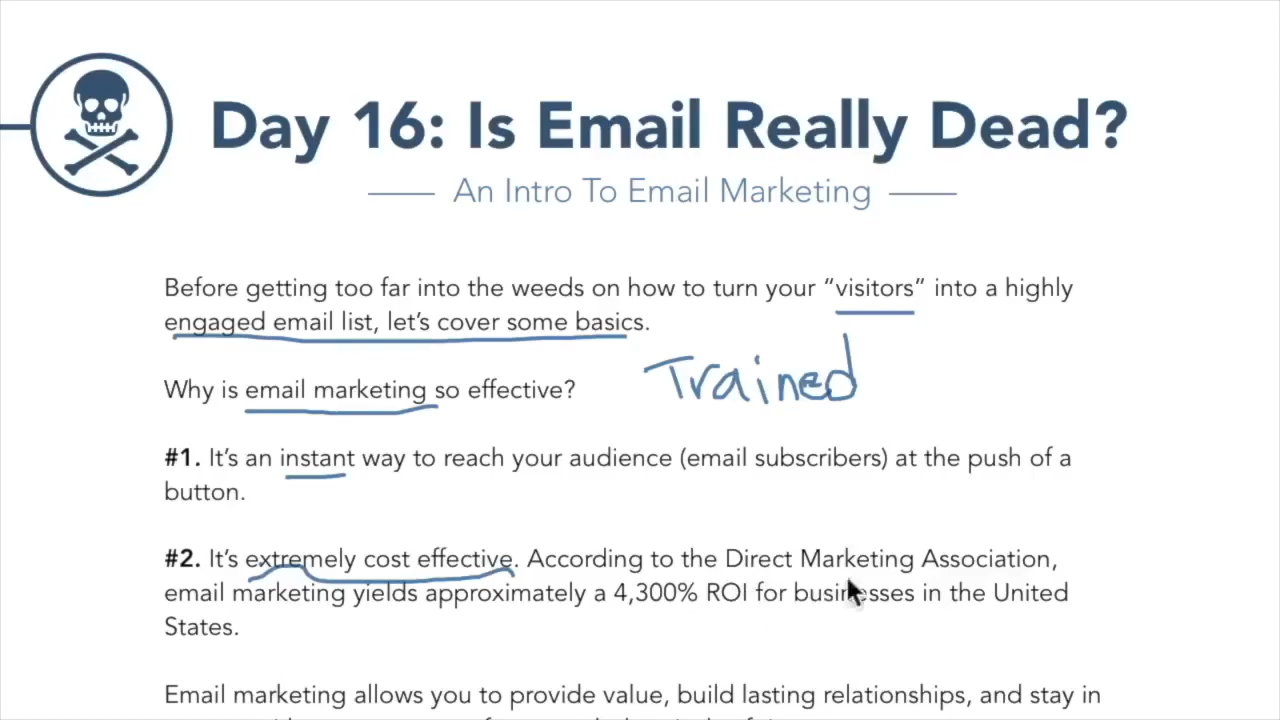 Day 16: Is Email Really Dead?
An Intro To Email Marketing
Before getting too far into the weeds on how to turn your “visitors” into a highly
engaged email list, let’s cover some basics.
Trained
Why is email marketing so effective?
#1. It’s an instant way to reach your audience (email subscribers) at the push of a
button.
#2. It’s extremely cost effective. According to the Direct Marketing Association,
email marketing yields approximately a 4,300% ROI for businesses in the United
States.
Email marketing allows you to provide value, build lasting relationships, and stay in